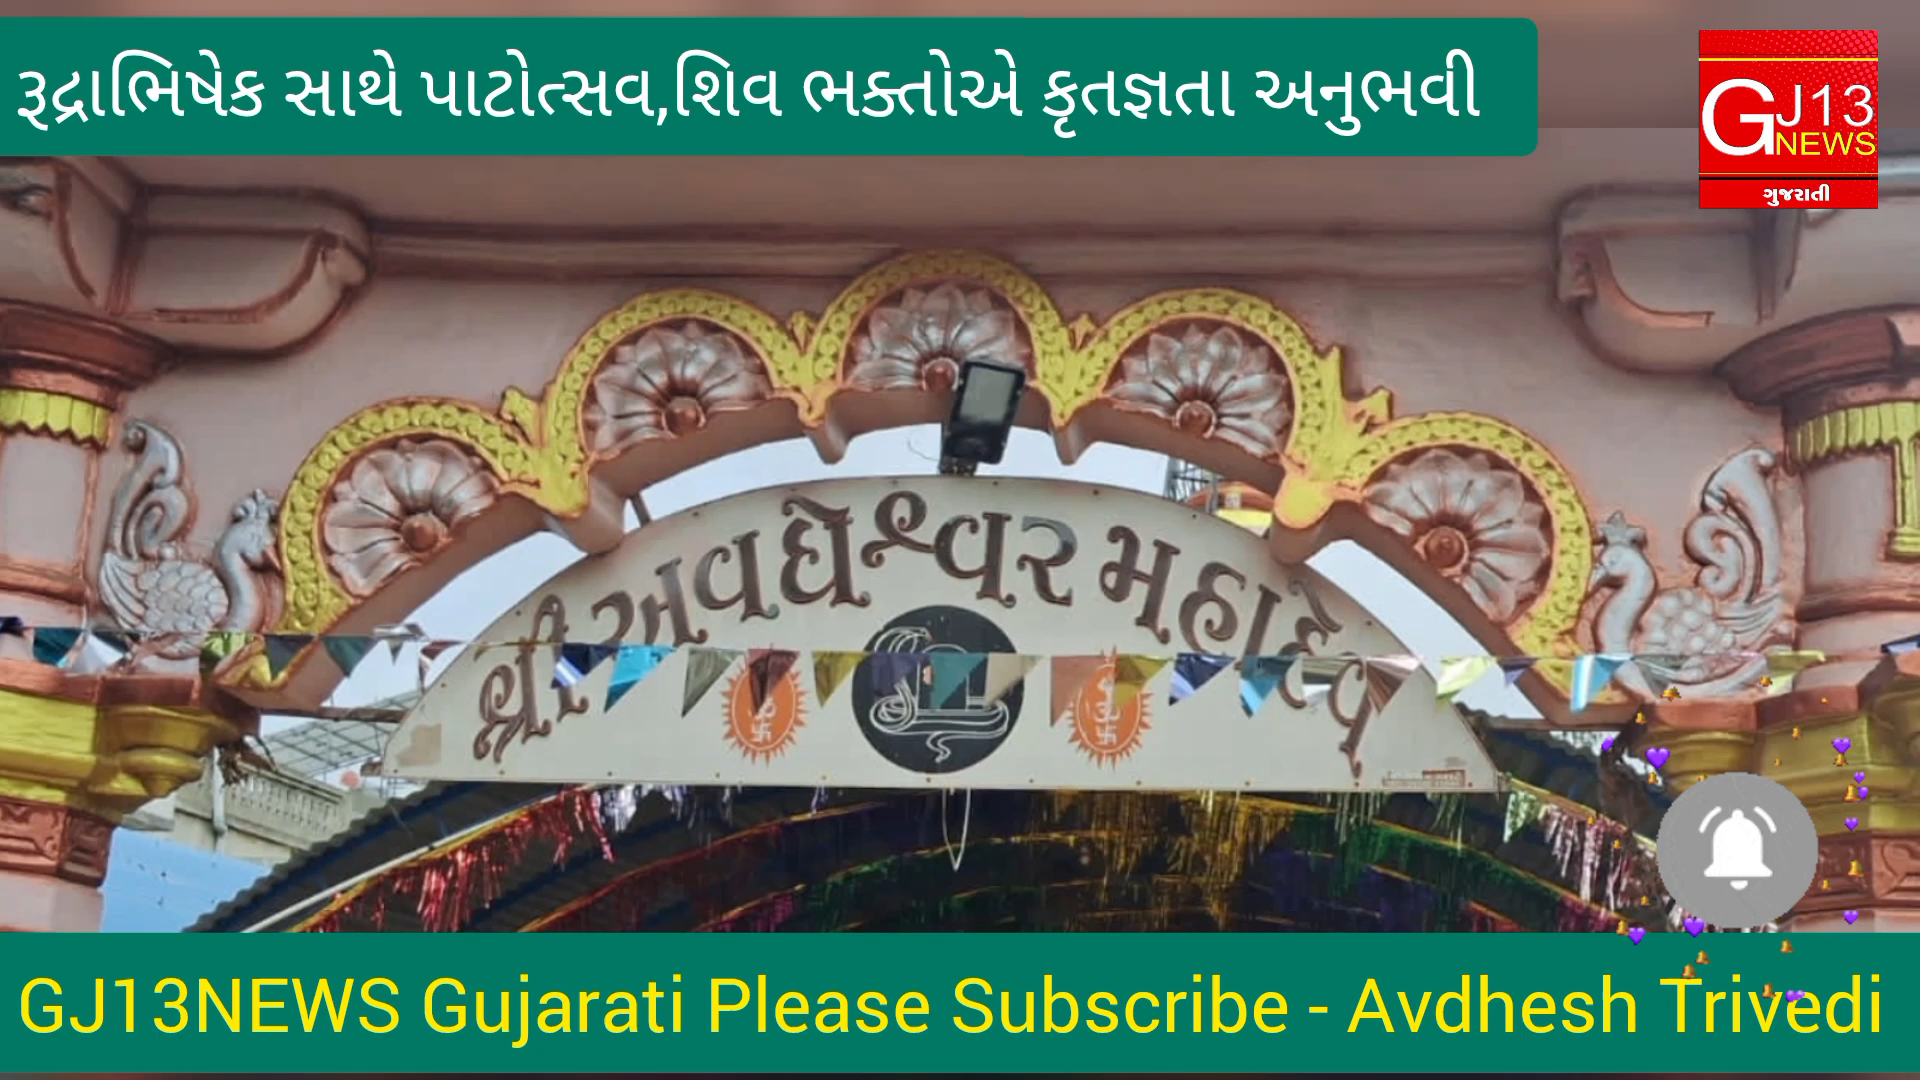 રૂદ્રાભિષેક સાથે પાટોત્સવ,શિવ ભક્તોએ કૃતજ્ઞતા અનુભવી
GJ13
NEWS
ગુજરાતી
શ્રી અવધેશ્વર મહાદેવ
GJ13NEWS Gujarati Please Subscribe - Avdhesh Trivedi